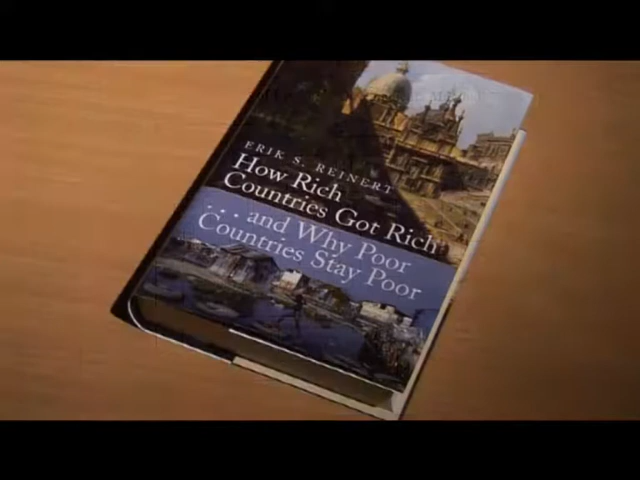 ERIK S. REINERT
How Rich
Countries Got Rich
... and Why Poor
Countries Stay Poor